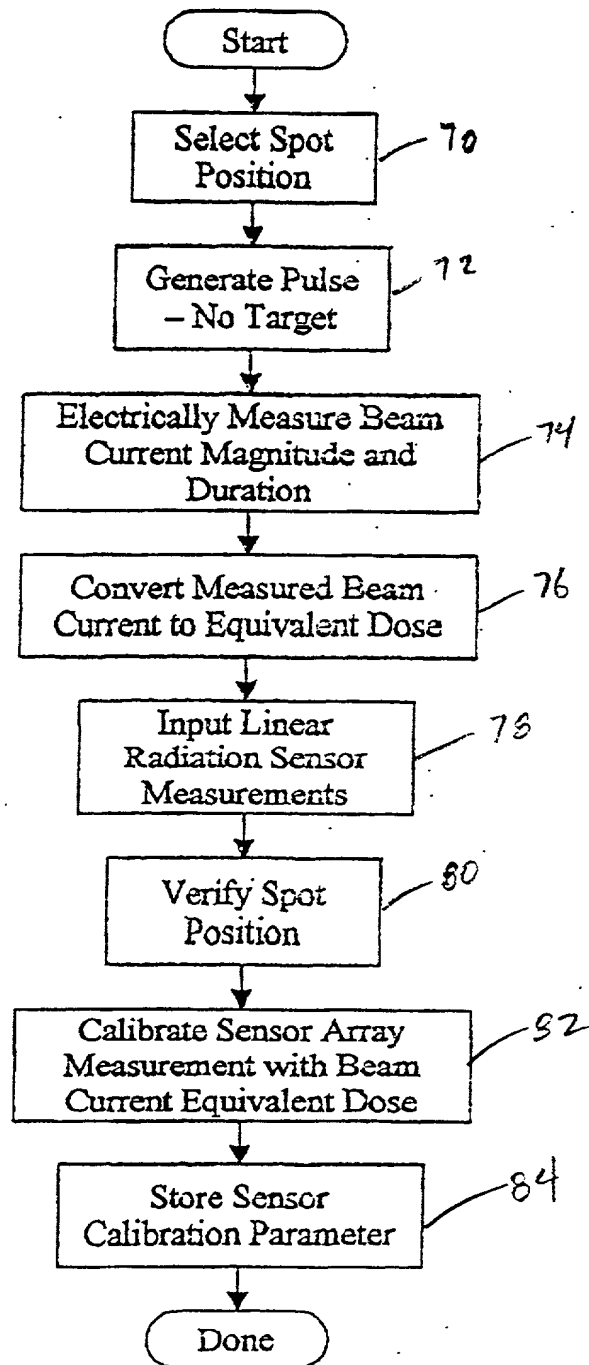 Start
Select Spot
Position
70
Generate Pulse
– No Target
72
Electrically Measure Beam
Current Magnitude and
Duration
74
Convert Measured Beam
Current to Equivalent Dose
76
Input Linear
Radiation Sensor
Measurements
78
Verify Spot
Position
80
Calibrate Sensor Array
Measurement with Beam
Current Equivalent Dose
82
Store Sensor
Calibration Parameter
84
Done